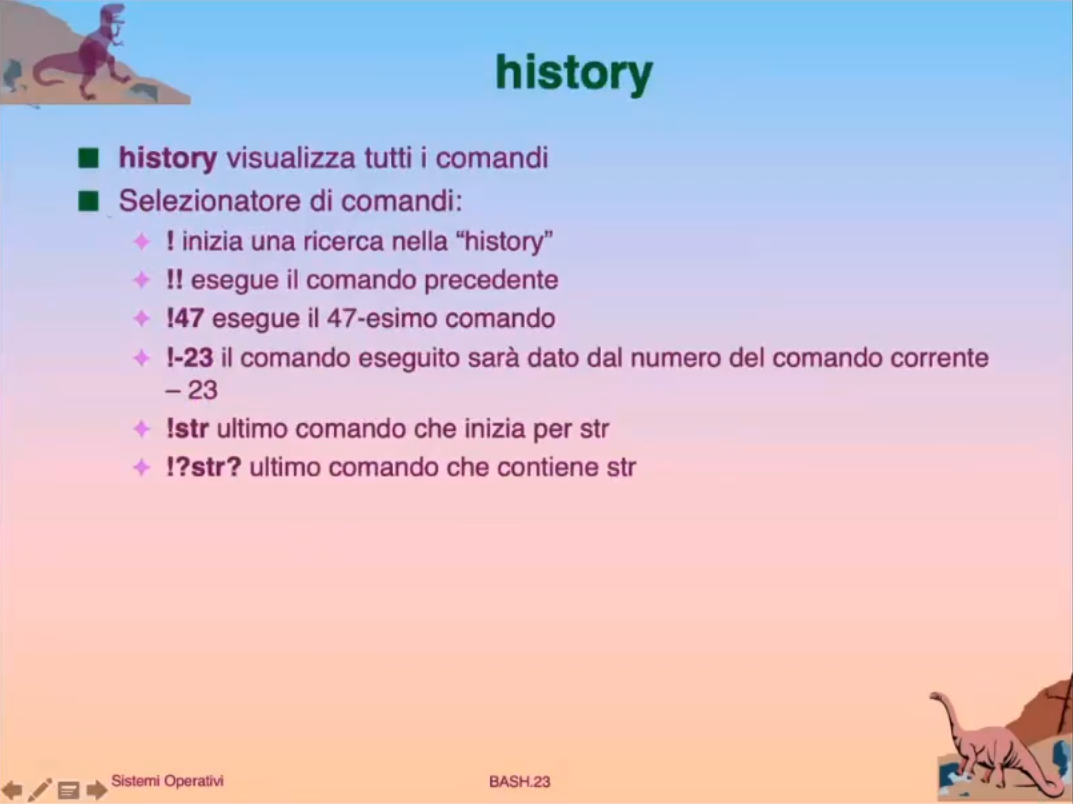 history
history visualizza tutti i comandi
Selezionatore di comandi:
! inizia una ricerca nella “history”
!! esegue il comando precedente
!47 esegue il 47-esimo comando
!-23 il comando eseguito sarà dato dal numero del comando corrente
– 23
!str ultimo comando che inizia per str
!?str? ultimo comando che contiene str
Sistemi Operativi
BASH.23